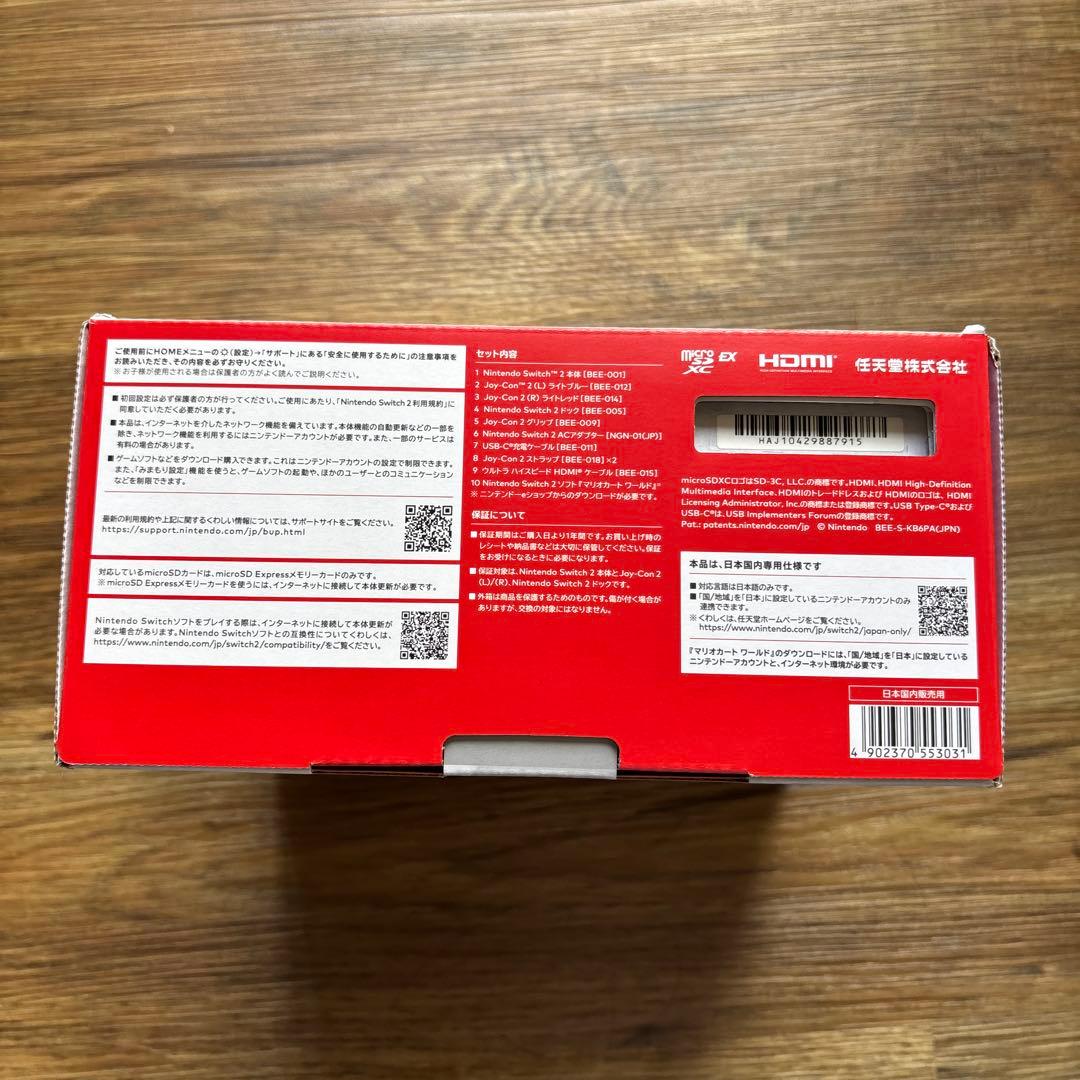 ご使用前にHOMEメニューの(設定)→「サポート」にある「安全に使用するために」の注意事項を
お読みいただき、その内容を必ずお守りください。
※お子様が使用される場合は保護者の方がよく読んでご説明ください。
■初回設定は必ず保護者の方が行ってください。ご使用にあたり、「Nintendo Switch 2 利用規約」に
同意していただく必要があります。
■本品は、インターネットを介したネットワーク機能を備えています。本体機能の自動更新などの一部を
除き、ネットワーク機能を利用するにはニンテンドーアカウントが必要です。また、一部のサービスは
有料の場合があります。
■ゲームソフトなどをダウンロード購入できます。これはニンテンドーアカウントの設定で制限できます。
また、「みまもり設定」機能を使うと、ゲームソフトの起動や、ほかのユーザーとのコミュニケーション
などを制限できます。
最新の利用規約や上記に関するくわしい情報については、サポートサイトをご覧ください。
https://support.nintendo.com/jp/bup.html
対応しているmicroSDカードは、microSD Expressメモリーカードのみです。
※microSD Expressメモリーカードを使うには、インターネットに接続して本体更新が必要です。
Nintendo Switchソフトをプレイする際は、インターネットに接続して本体更新が
必要な場合があります。Nintendo Switchソフトとの互換性についてくわしくは、
https://www.nintendo.com/jp/switch2/compatibility/をご覧ください。
セット内容
1 Nintendo Switch™ 2 本体 [BEE-001]
2 Joy-Con™ 2 (L) ライトブルー [BEE-012]
3 Joy-Con 2 (R) ライトレッド [BEE-014]
4 Nintendo Switch 2 ドック [BEE-005]
5 Joy-Con 2 グリップ [BEE-009]
6 Nintendo Switch 2 ACアダプター [NGN-01(JP)]
7 USB-C®充電ケーブル [BEE-011]
8 Joy-Con 2 ストラップ [BEE-018]×2
9 ウルトラ ハイスピード HDMI® ケーブル [BEE-015]
10 Nintendo Switch 2 ソフト『マリオカート ワールド』※
※ ニンテンドーeショップからのダウンロードが必要です。
保証について
■保証期間はご購入日より1年間です。お買い上げ時の
レシートや納品書などは大切に保管してください。保証
をお受けになるときに必要になります。
■保証対象は、Nintendo Switch 2 本体とJoy-Con 2
(L)/(R)、Nintendo Switch 2 ドックです。
■外箱は商品を保護するためのものです。傷が付く場合が
ありますが、交換の対象にはなりません。
micro SD XC EX HDMI 任天堂株式会社
HIGH-DEFINITION MULTIMEDIA INTERFACE
HAJ10429887915
microSDXCロゴはSD-3C, LLC.の商標です。HDMI、HDMI High-Definition
Multimedia Interface、HDMIのトレードドレスおよび HDMIのロゴは、HDMI
Licensing Administrator, Inc.の商標または登録商標です。USB Type-C®および
USB-C®は、USB Implementers Forumの登録商標です。
Pat.: patents.nintendo.com/jp © Nintendo BEE-S-KB6PA(JPN)
本品は、日本国内専用仕様です
■対応言語は日本語のみです。
■「国/地域」を「日本」に設定しているニンテンドーアカウントのみ
連携できます。
※くわしくは、任天堂ホームページをご覧ください。
https://www.nintendo.com/jp/switch2/japan-only/
『マリオカート ワールド』のダウンロードには、「国/地域」を「日本」に設定している
ニンテンドーアカウントと、インターネット環境が必要です。
日本国内販売用
4 902370 553031